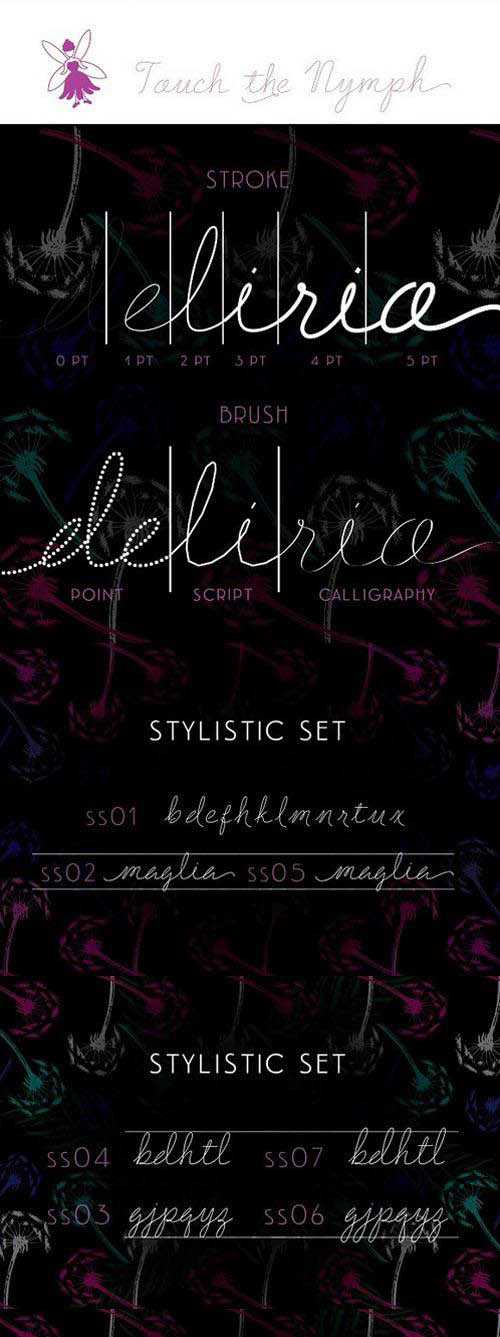 Touch the Nymph
STROKE
deliria
0 PT 1 PT 2 PT 3 PT 4 PT 5 PT
BRUSH
deliria
POINT SCRIPT CALLIGRAPHY
STYLISTIC SET
ss01 bdefhklmnrtux
ss02 maglia ss05 maglia
STYLISTIC SET
ss04 bdhtl ss07 bdhtl
ss03 gjpqyz ss06 gjpqyz